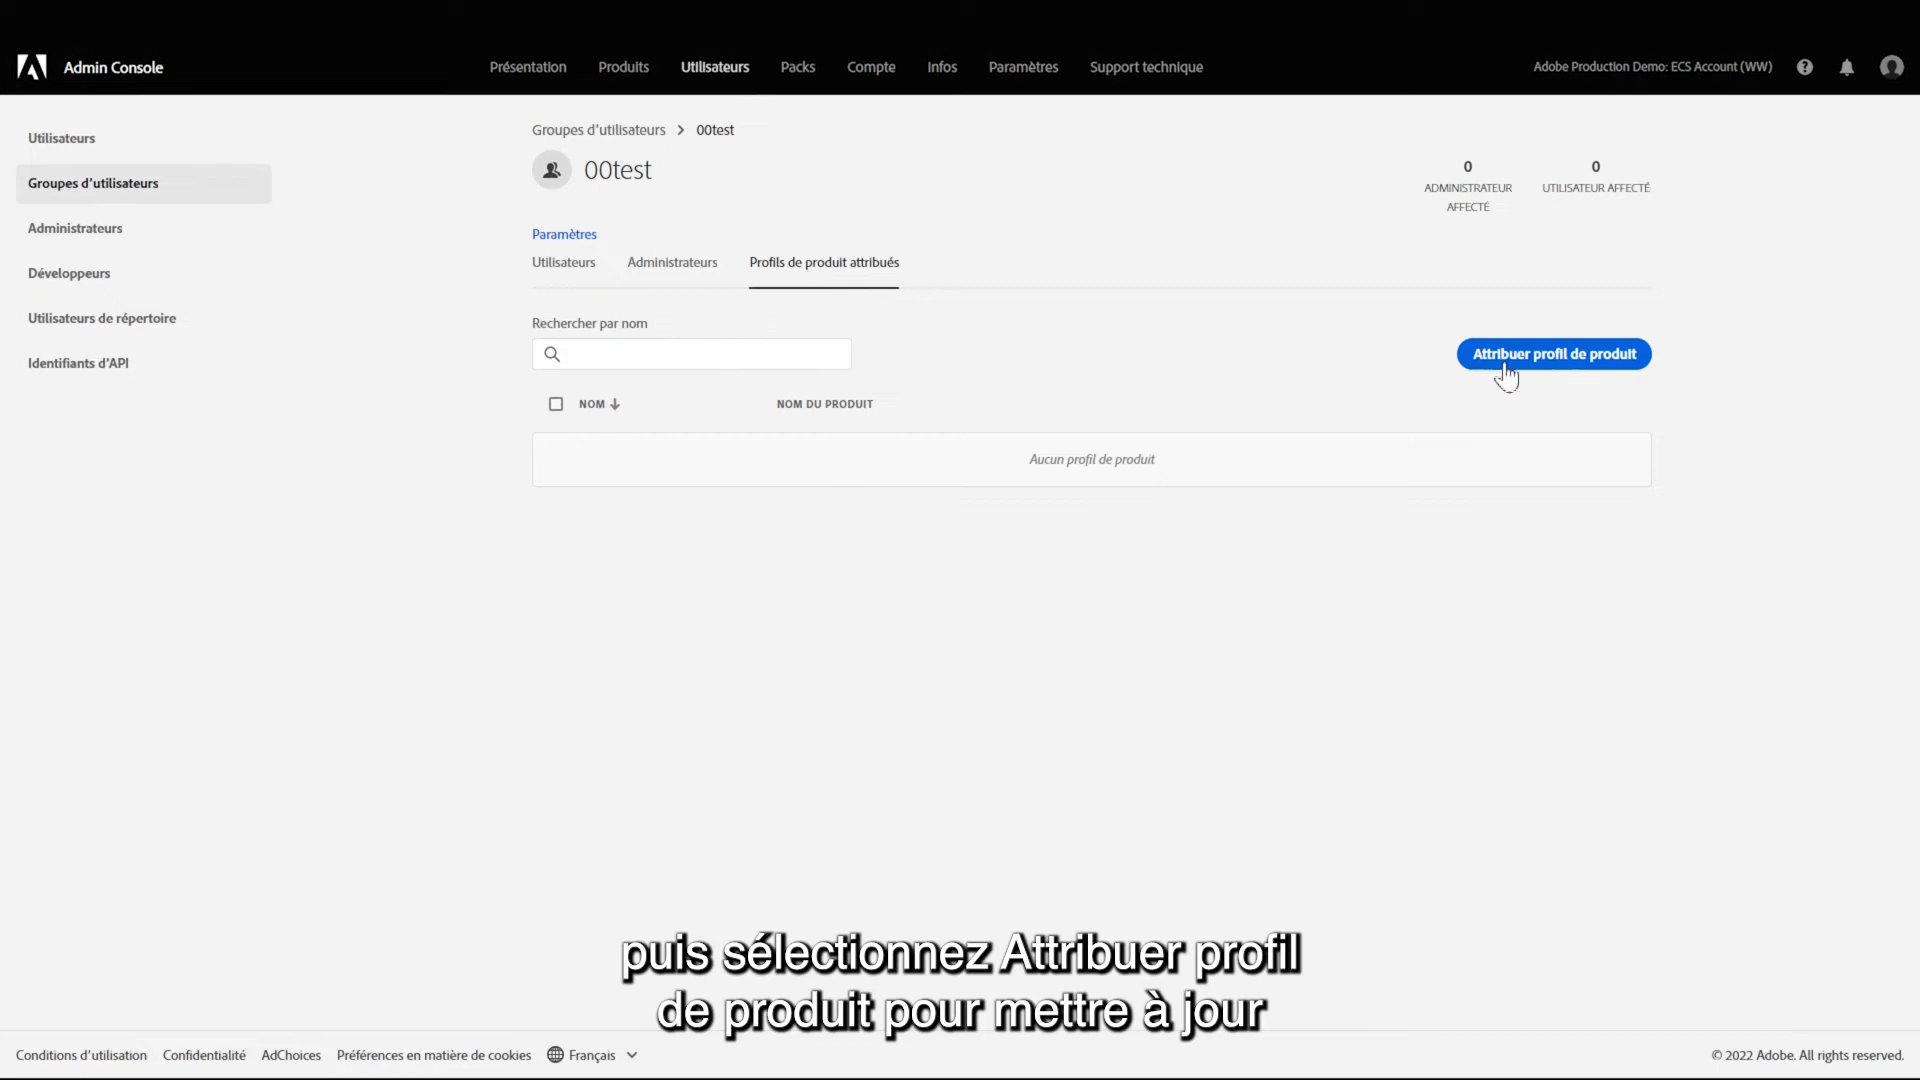 Admin Console
Présentation Produits Utilisateurs Packs Compte Infos Paramètres Support technique
Adobe Production Demo: ECS Account (WW)
Utilisateurs
Groupes d'utilisateurs
Administrateurs
Développeurs
Utilisateurs de répertoire
Identifiants d'API
Groupes d'utilisateurs > 00test
00test
0
ADMINISTRATEUR
AFFECTÉ
0
UTILISATEUR AFFECTÉ
Paramètres
Utilisateurs Administrateurs Profils de produit attribués
Rechercher par nom
Attribuer profil de produit
NOM NOM DU PRODUIT
Aucun profil de produit
puis sélectionnez Attribuer profil
de produit pour mettre à jour
Conditions d'utilisation Confidentialité AdChoices Préférences en matière de cookies Français
© 2022 Adobe. All rights reserved.